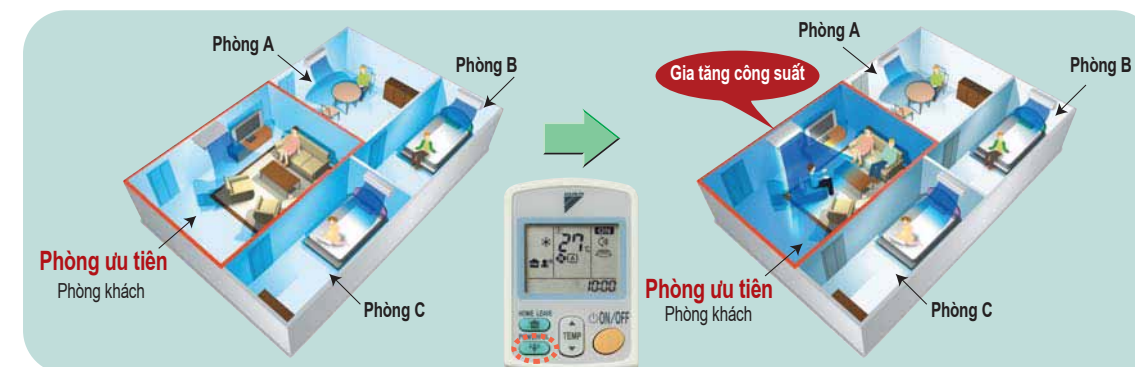 Phòng A
Phòng B
Phòng ưu tiên
Phòng khách
Phòng C
ON
27°C
A
10:00
HOME LEAVE
TEMP
ON/OFF
Gia tăng công suất
Phòng A
Phòng B
Phòng ưu tiên
Phòng khách
Phòng C